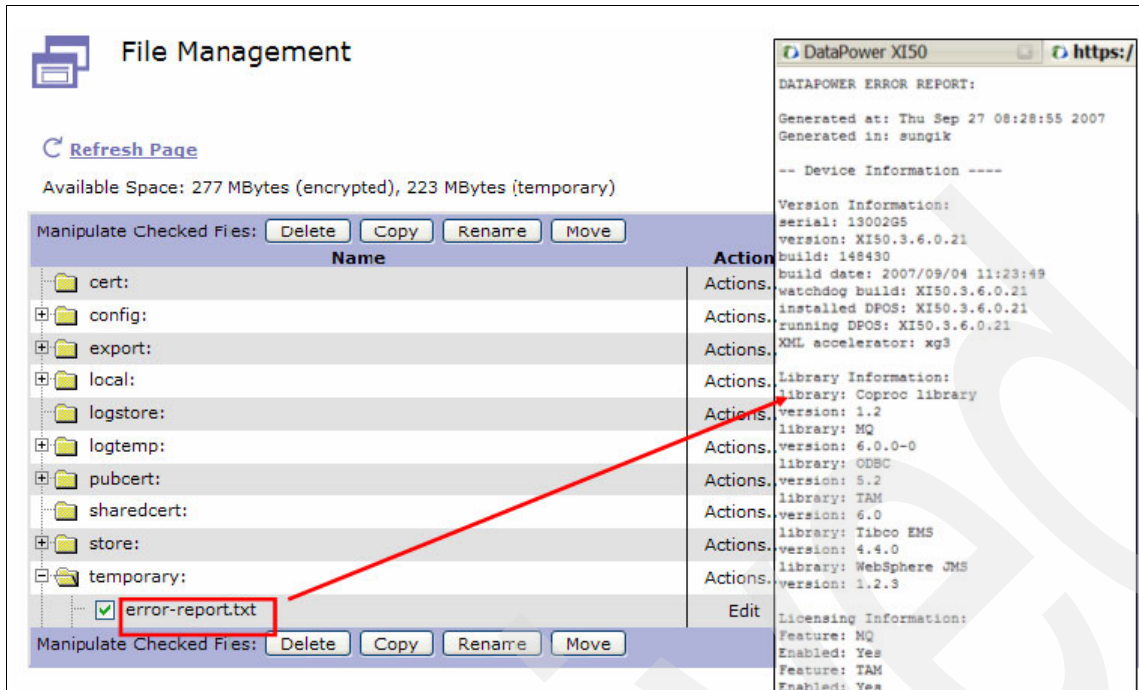 File Management
Refresh Page
Available Space: 277 MBytes (encrypted), 223 MBytes (temporary)
Manipulate Checked Files: Delete Copy Rename Move
Name Action
cert: Actions..
config: Actions..
export: Actions..
local: Actions..
logstore: Actions..
logtemp: Actions..
pubcert: Actions..
sharedcert: Actions..
store: Actions..
temporary: Actions..
error-report.txt Edit
Manipulate Checked Files: Delete Copy Rename Move
DataPower XI50 https:/
DATAPOWER ERROR REPORT:
Generated at: Thu Sep 27 08:28:55 2007
Generated in: sungik
-- Device Information ----
Version Information:
serial: 13002G5
version: XI50.3.6.0.21
build: 148430
build date: 2007/09/04 11:23:49
watchdog build: XI50.3.6.0.21
installed DPOS: XI50.3.6.0.21
running DPOS: XI50.3.6.0.21
XML accelerator: xg3
Library Information:
library: Coproc library
version: 1.2
library: MQ
version: 6.0.0-0
library: ODBC
version: 5.2
library: TAM
version: 6.0
library: Tibco EMS
version: 4.4.0
library: WebSphere JMS
version: 1.2.3
Licensing Information:
Feature: MQ
Enabled: Yes
Feature: TAM
Enabled: Yes